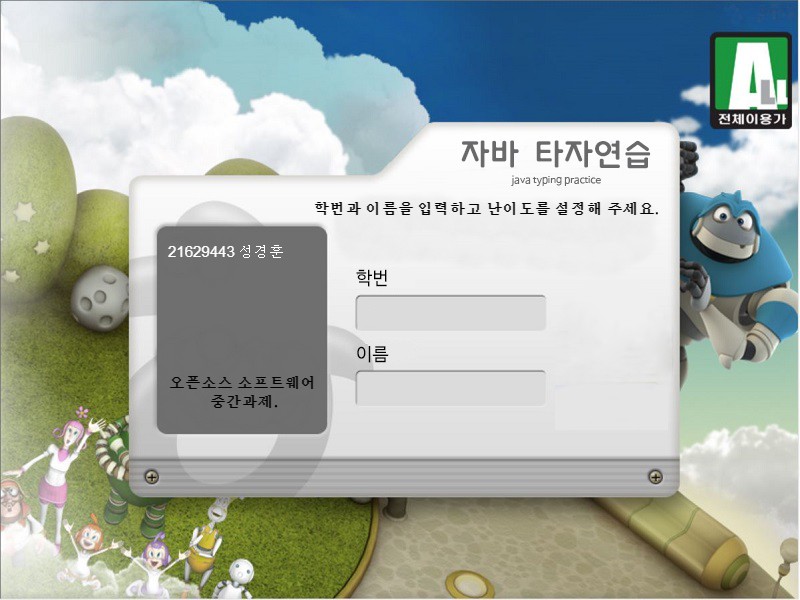 전체이용가
자바 타자연습
java typing practice
학번과 이름을 입력하고 난이도를 설정해 주세요.
21629443 성경훈
학번
이름
오픈소스 소프트웨어
중간과제.